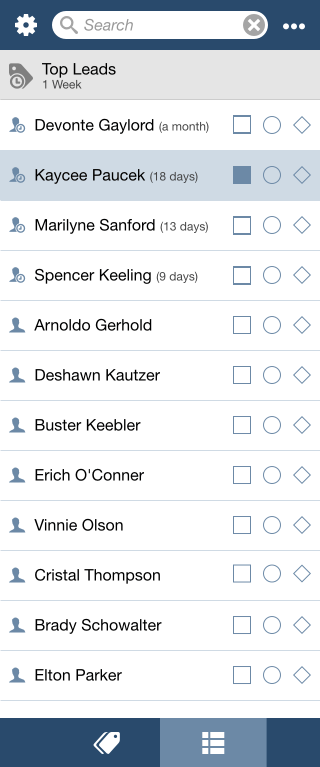 Search
Top Leads
1 Week
Devonte Gaylord (a month)
Kaycee Paucek (18 days)
Marilyne Sanford (13 days)
Spencer Keeling (9 days)
Arnoldo Gerhold
Deshawn Kautzer
Buster Keebler
Erich O'Conner
Vinnie Olson
Cristal Thompson
Brady Schowalter
Elton Parker